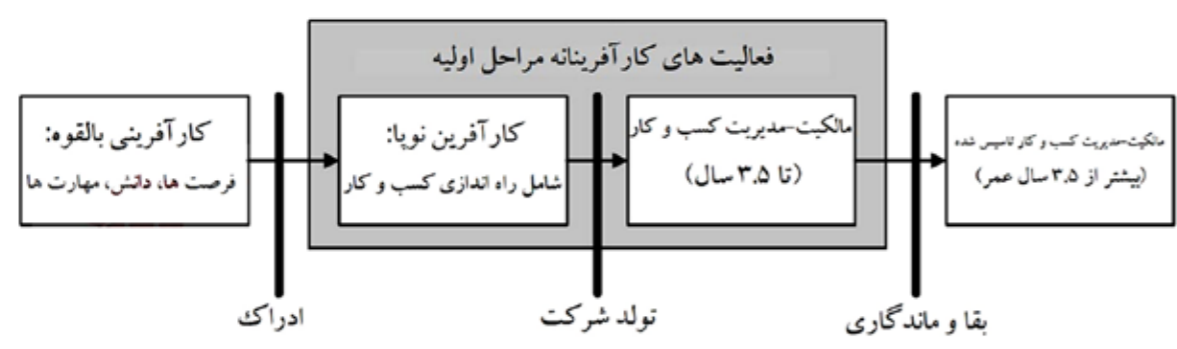 فعالیت های کارآفرینانه مراحل اولیه
کارآفرینی بالقوه:
فرصت ها، دانش، مهارت ها
کارآفرین نوپا:
شامل راه اندازی کسب و کار
مالکیت-مدیریت کسب و کار
(تا ۳.۵ سال)
مالکیت-مدیریت کسب و کار تاسیس شده
(بیشتر از ۳.۵ سال عمر)
ادراک
تولد شرکت
بقا و ماندگاری